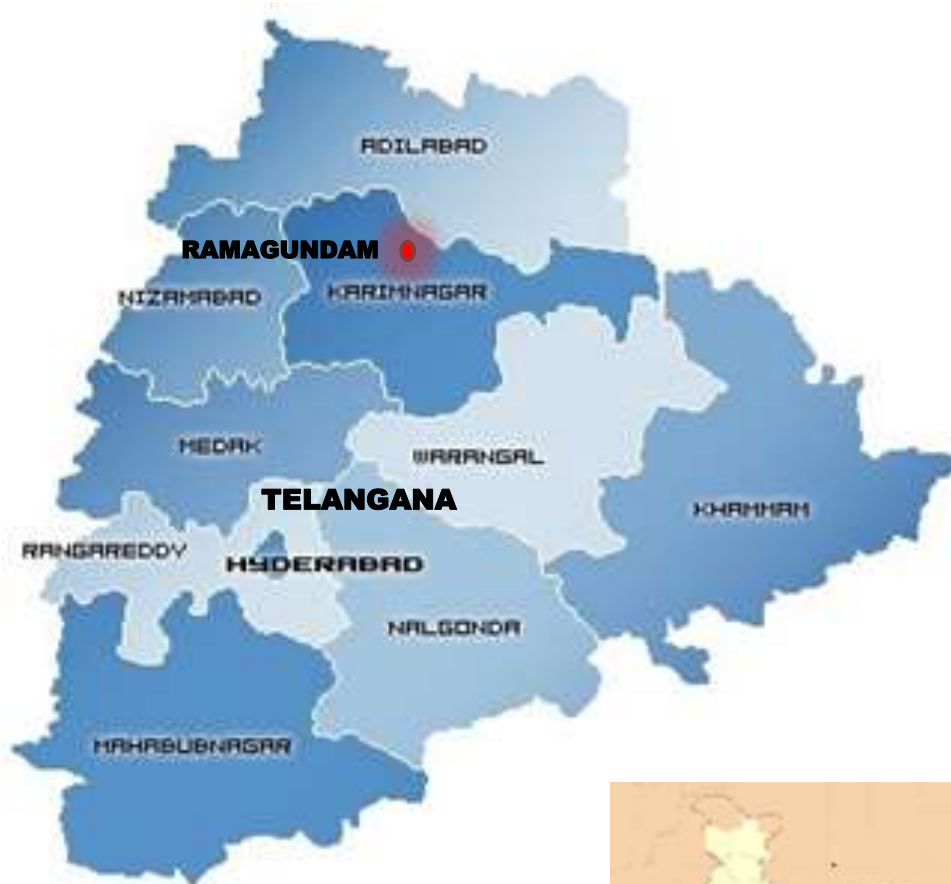 ADILABAD
RAMAGUNDAM
NIZAMABAD
KARIMNAGAR
MEDAK
WARANGAL
TELANGANA
KHAMMAM
RANGAREDDY
HYDERABAD
NALGONDA
MAHABUBNAGAR